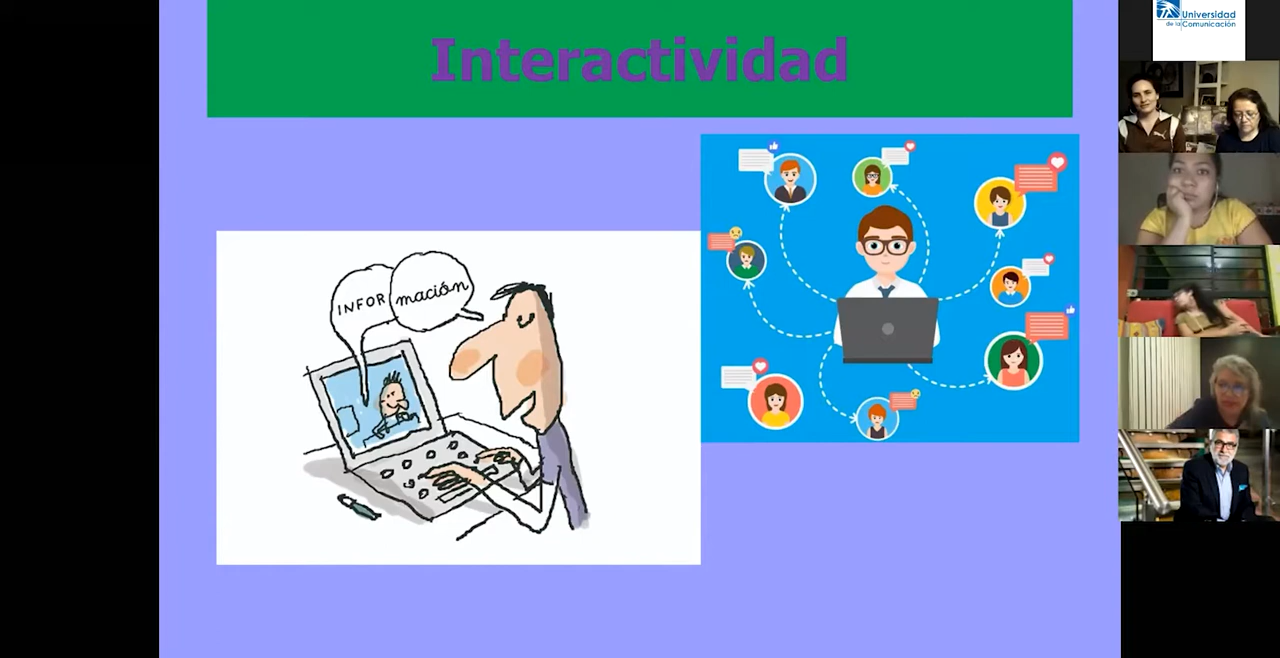 Interactividad
INFOR
mación
Universidad
de la Comunicación